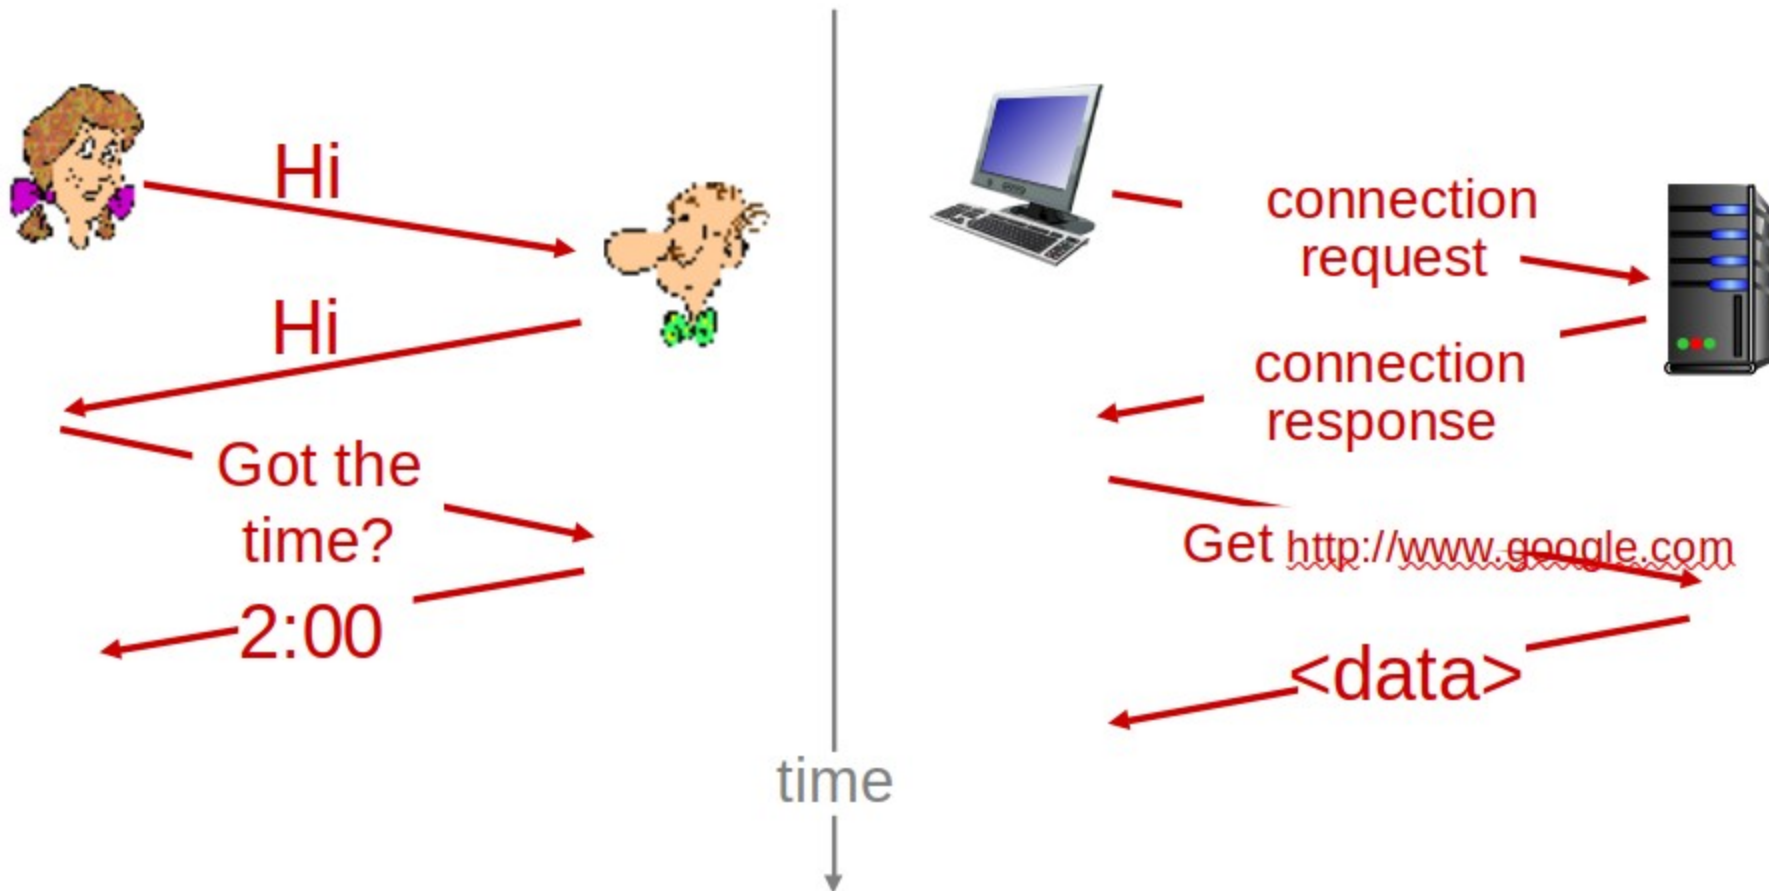 Hi
Hi
Got the
time?
2:00
time
connection
request
connection
response
Get http://www.google.com
<data>